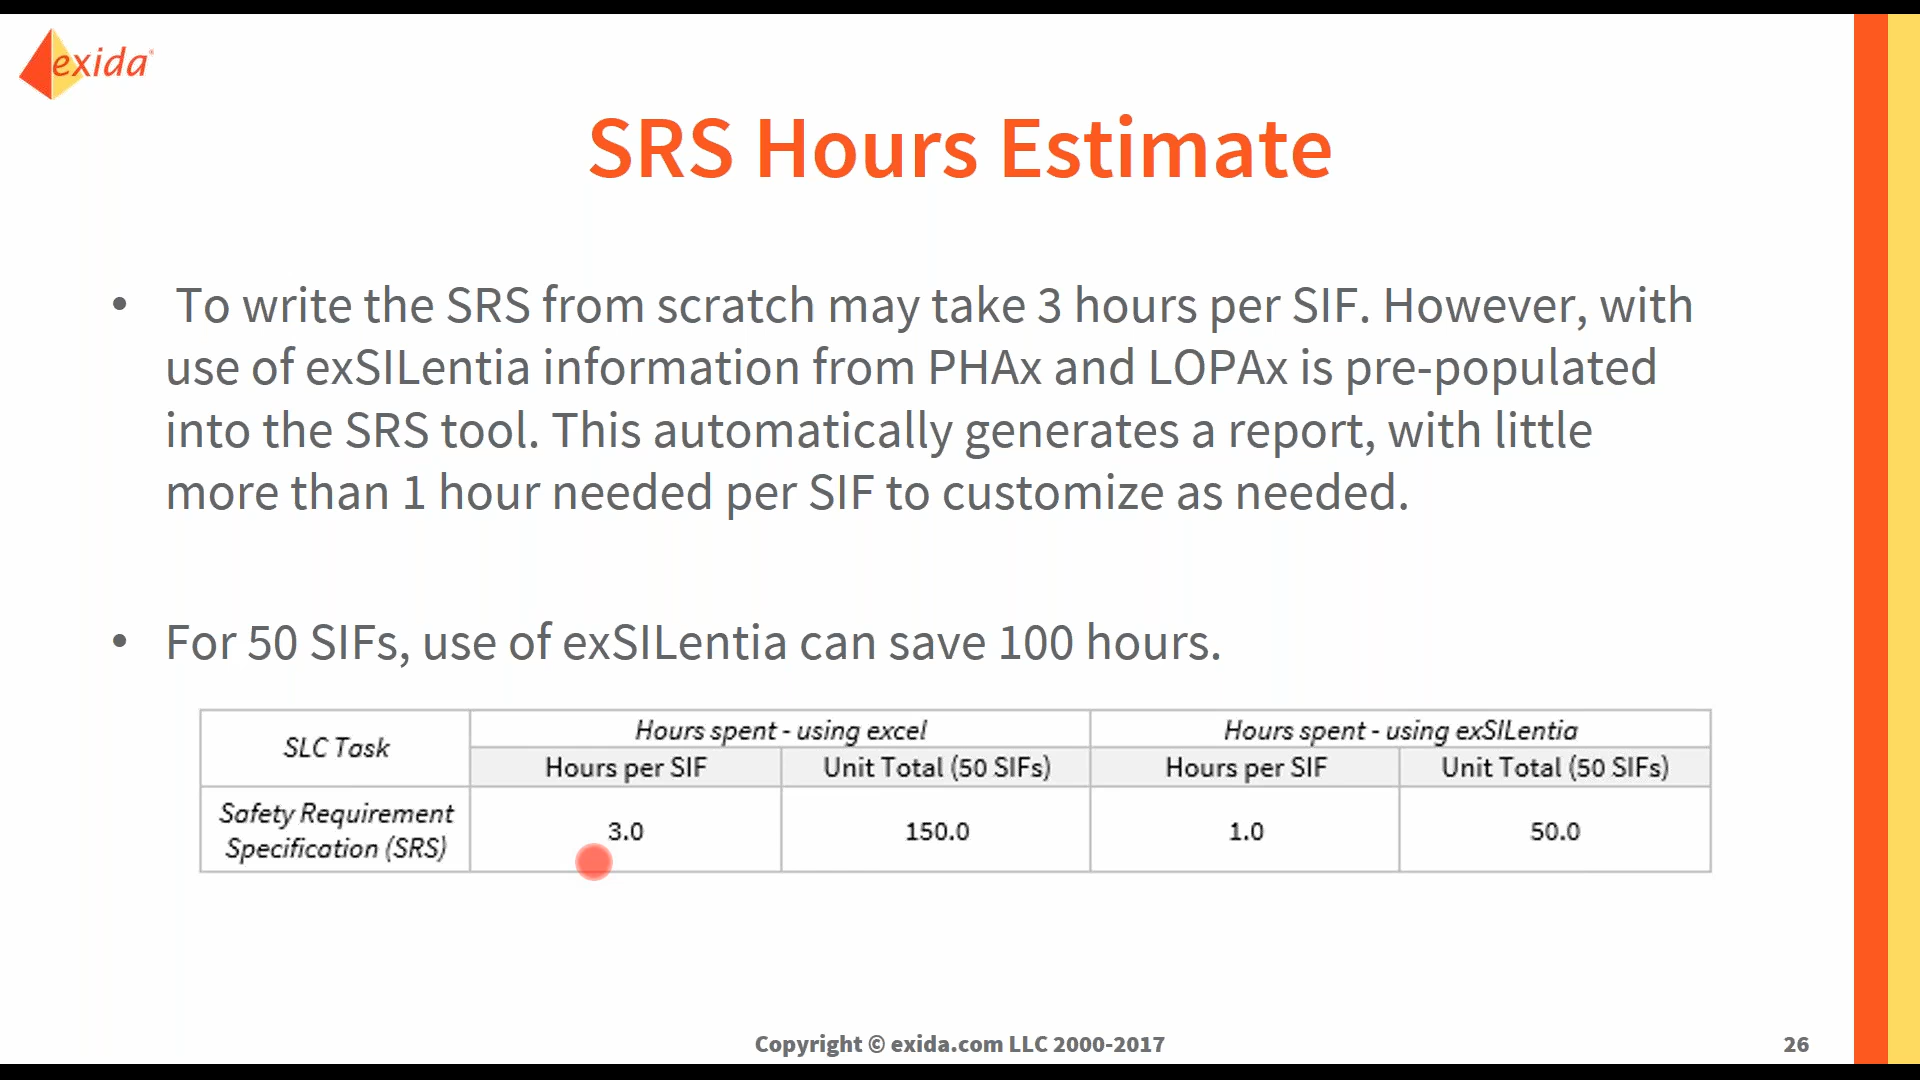 exida
SRS Hours Estimate
• To write the SRS from scratch may take 3 hours per SIF. However, with
use of exSILentia information from PHAx and LOPAx is pre-populated
into the SRS tool. This automatically generates a report, with little
more than 1 hour needed per SIF to customize as needed.
• For 50 SIFs, use of exSILentia can save 100 hours.
SLC Task
Hours spent - using excel
Hours spent - using exSILentia
Hours per SIF
Unit Total (50 SIFs)
Hours per SIF
Unit Total (50 SIFs)
Safety Requirement
Specification (SRS)
3.0
150.0
1.0
50.0
Copyright © exida.com LLC 2000-2017
26